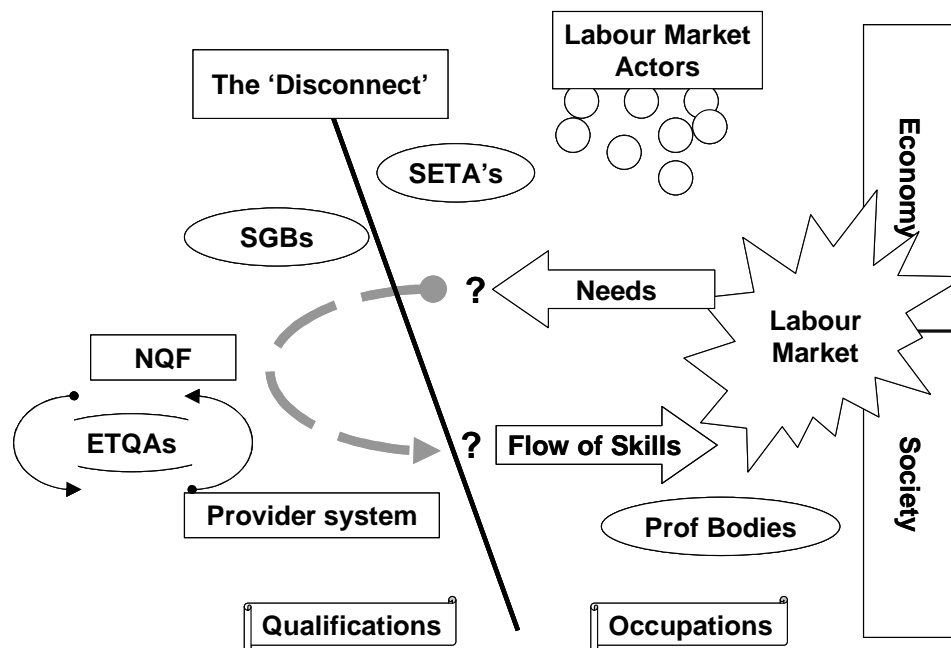 Labour Market
Actors
The ‘Disconnect’
Economy
SETA’s
SGBs
?
Needs
Labour
Market
NQF
ETQAs
?
Flow of Skills
Society
Provider system
Prof Bodies
Qualifications
Occupations